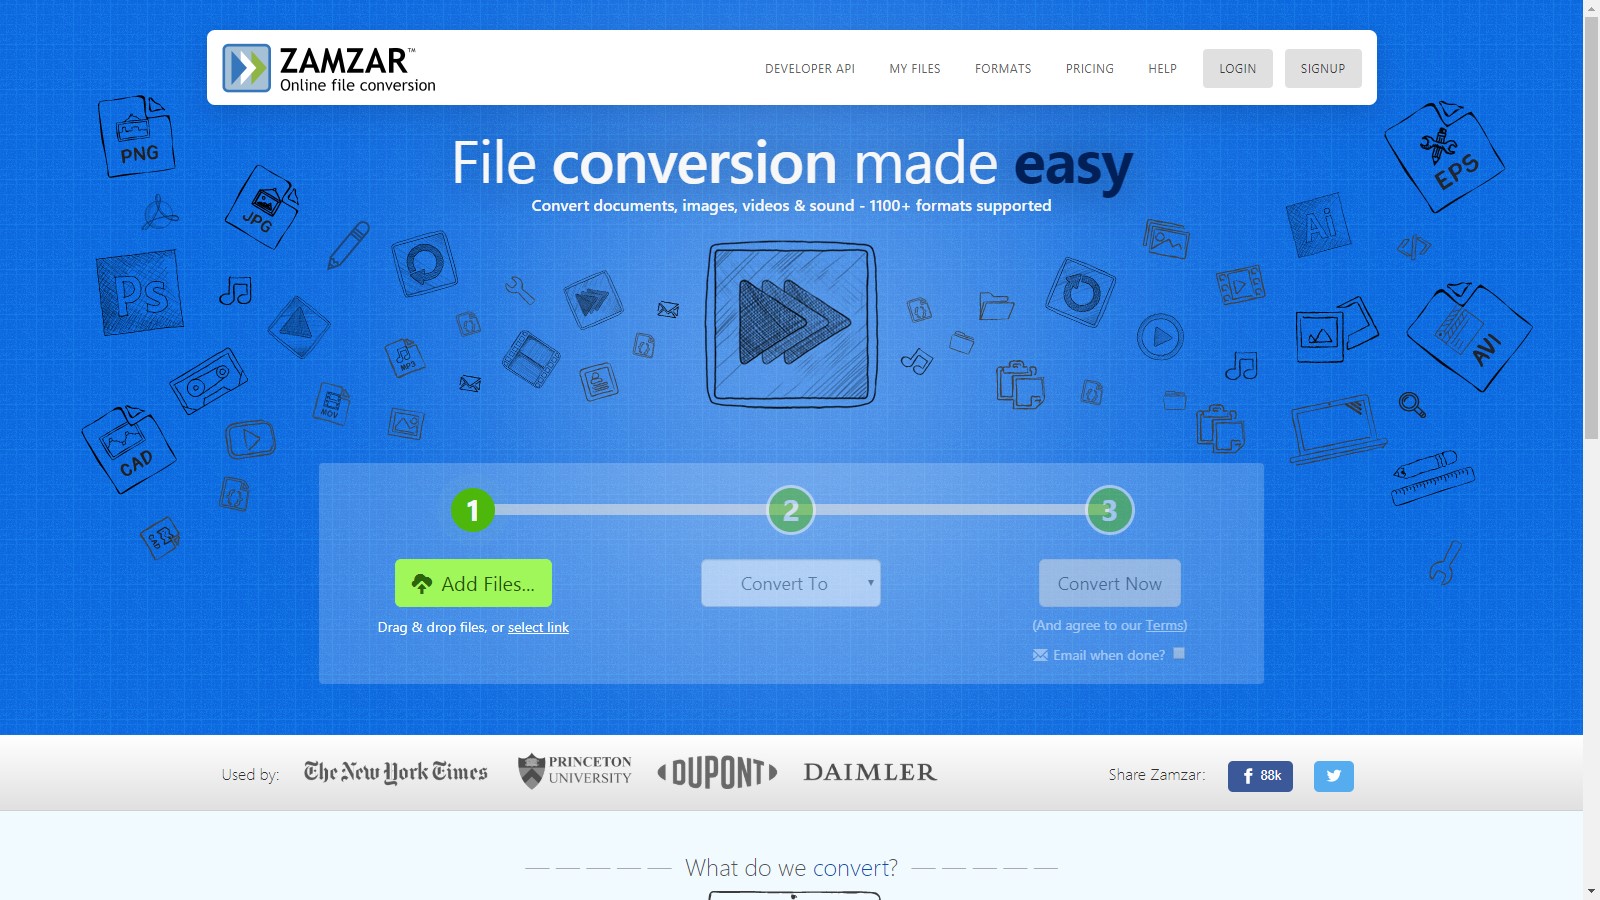 ZAMZAR™
Online file conversion
DEVELOPER API
MY FILES
FORMATS
PRICING
HELP
LOGIN
SIGNUP
File conversion made easy
Convert documents, images, videos & sound - 1100+ formats supported
PNG
JPG
EPS
Ai
Ps
MP3
MOV
AVI
CAD
CAD
1
2
3
Add Files...
Convert To
Convert Now
Drag & drop files, or select link
(And agree to our Terms)
Email when done?
Used by:
The New York Times
PRINCETON
UNIVERSITY
DUPONT
DAIMLER
Share Zamzar:
88k
What do we convert?